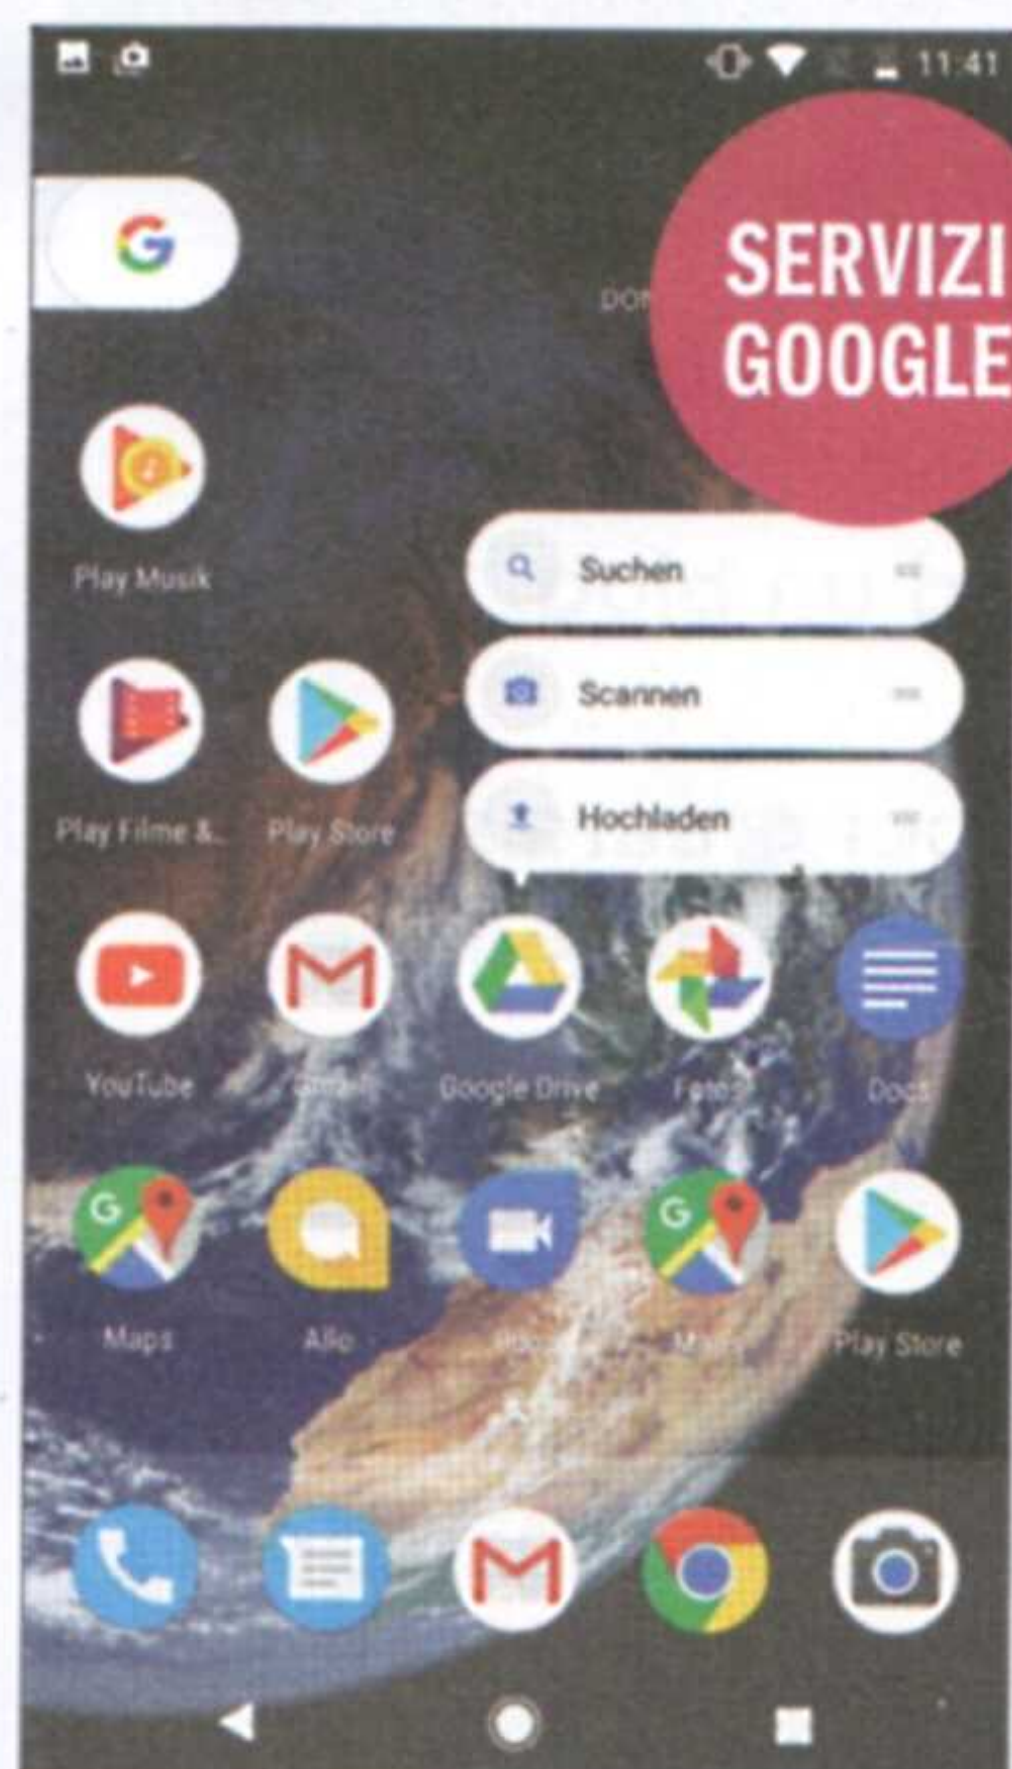 11:41
SERVIZI
GOOGLE
Play Musik
Suchen
Scannen
Play Filme &..
Play Store
Hochladen
YouTube
Google Drive
Fotos
Docs
Maps
Allo
Play Store